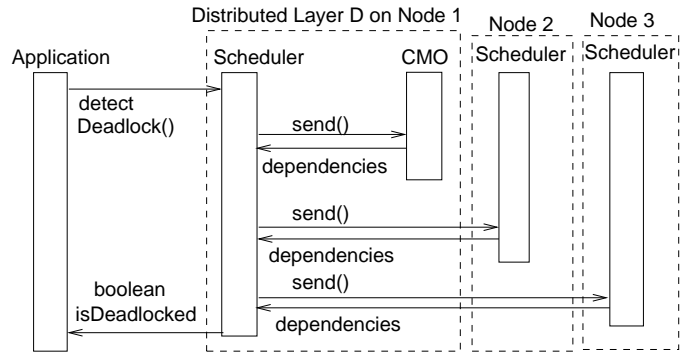 Distributed Layer D on Node 1
Node 2
Node 3
Application
Scheduler
CMO
Scheduler
Scheduler
detect
Deadlock()
send()
dependencies
send()
dependencies
send()
dependencies
boolean
isDeadlocked